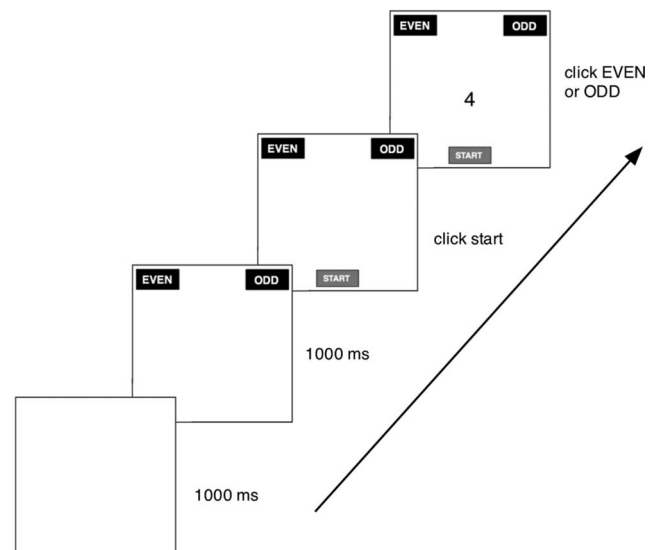 EVEN ODD
click EVEN
or ODD
4
START
EVEN ODD
click start
START
EVEN ODD
1000 ms
1000 ms